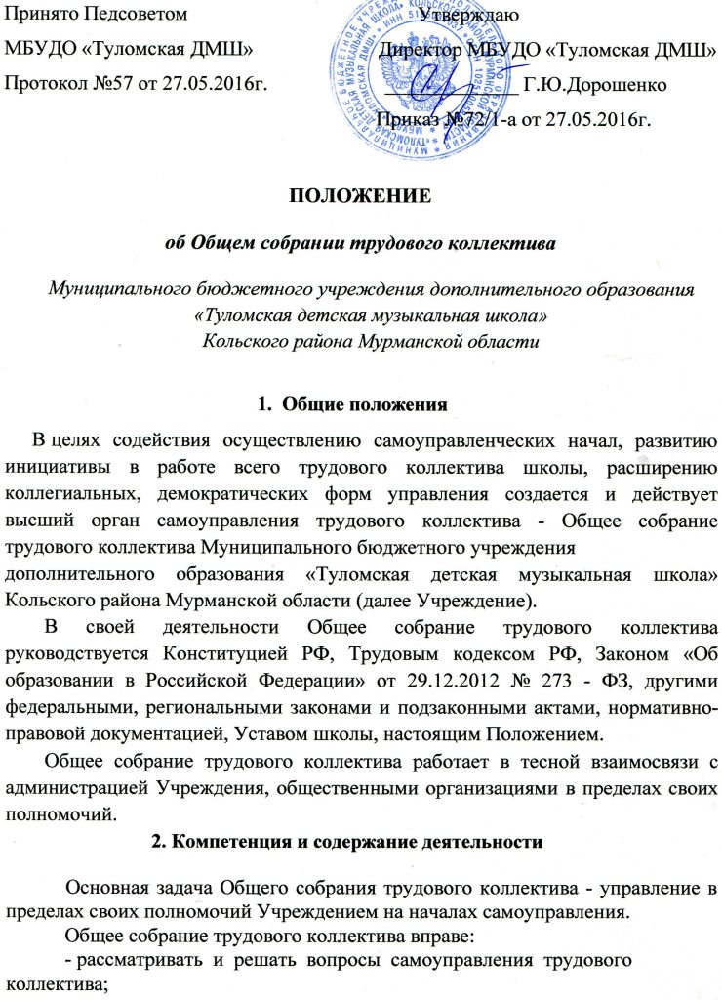 Принято Педсоветом Утверждаю
МБУДО «Туломская ДМШ» Директор МБУДО «Туломская ДМШ»
Протокол №57 от 27.05.2016г. Г.Ю.Дорошенко
Приказ №72/1-а от 27.05.2016г.
ПОЛОЖЕНИЕ
об Общем собрании трудового коллектива
Муниципального бюджетного учреждения дополнительного образования
«Туломская детская музыкальная школа»
Кольского района Мурманской области
1. Общие положения
В целях содействия осуществлению самоуправленческих начал, развитию
инициативы в работе всего трудового коллектива школы, расширению
коллегиальных, демократических форм управления создается и действует
высший орган самоуправления трудового коллектива - Общее собрание
трудового коллектива Муниципального бюджетного учреждения
дополнительного образования «Туломская детская музыкальная школа»
Кольского района Мурманской области (далее Учреждение).
В своей деятельности Общее собрание трудового коллектива
руководствуется Конституцией РФ, Трудовым кодексом РФ, Законом «Об
образовании в Российской Федерации» от 29.12.2012 № 273 - ФЗ, другими
федеральными, региональными законами и подзаконными актами, нормативно-
правовой документацией, Уставом школы, настоящим Положением.
Общее собрание трудового коллектива работает в тесной взаимосвязи с
администрацией Учреждения, общественными организациями в пределах своих
полномочий.
2. Компетенция и содержание деятельности
Основная задача Общего собрания трудового коллектива - управление в
пределах своих полномочий Учреждением на началах самоуправления.
Общее собрание трудового коллектива вправе:
- рассматривать и решать вопросы самоуправления трудового
коллектива;